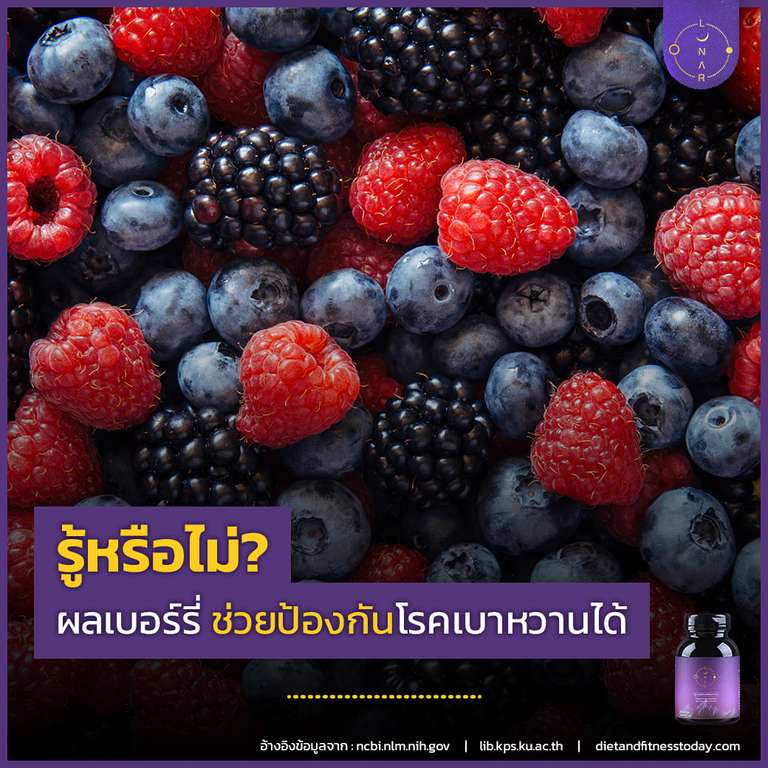 LUNAR
รู้หรือไม่?
ผลเบอร์รี่ ช่วยป้องกันโรคเบาหวานได้
อ้างอิงข้อมูลจาก : ncbi.nlm.nih.gov | lib.kps.ku.ac.th | dietandfitnesstoday.com